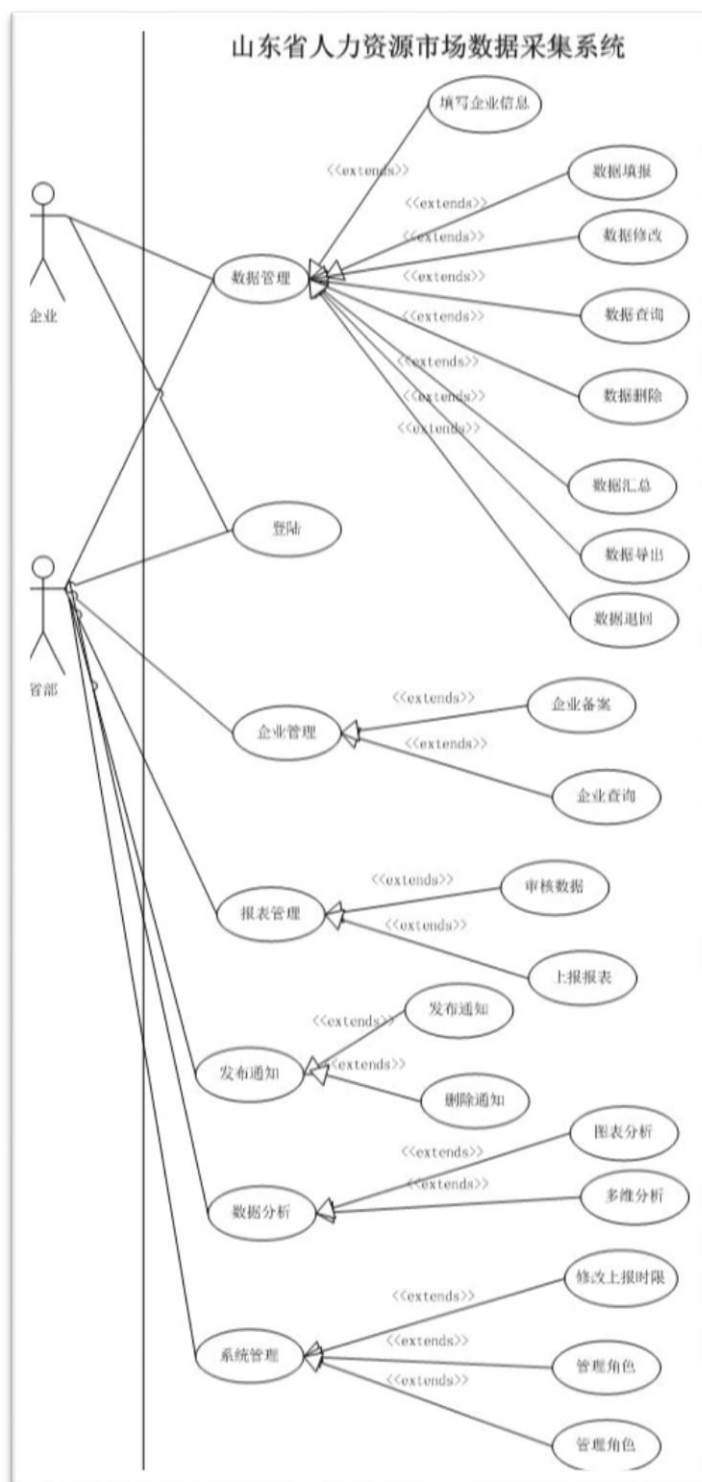 山东省人力资源市场数据采集系统
填写企业信息
<<extends>>
数据填报
<<extends>>
数据修改
<<extends>>
企业
数据管理
<<extends>>
数据查询
<<extends>>
<<extends>>
数据删除
<<extends>>
<<extends>>
数据汇总
登陆
数据导出
数据退回
省部
<<extends>>
企业备案
企业管理
<<extends>>
企业查询
<<extends>>
审核数据
报表管理
<<extends>>
上报报表
发布通知
<<extends>>
发布通知
<extends>>
删除通知
图表分析
<<extends>>
<<extends>>
多维分析
数据分析
修改上报时限
<<extends>>
系统管理
<<extends>>
管理角色
<<extends>>
管理角色